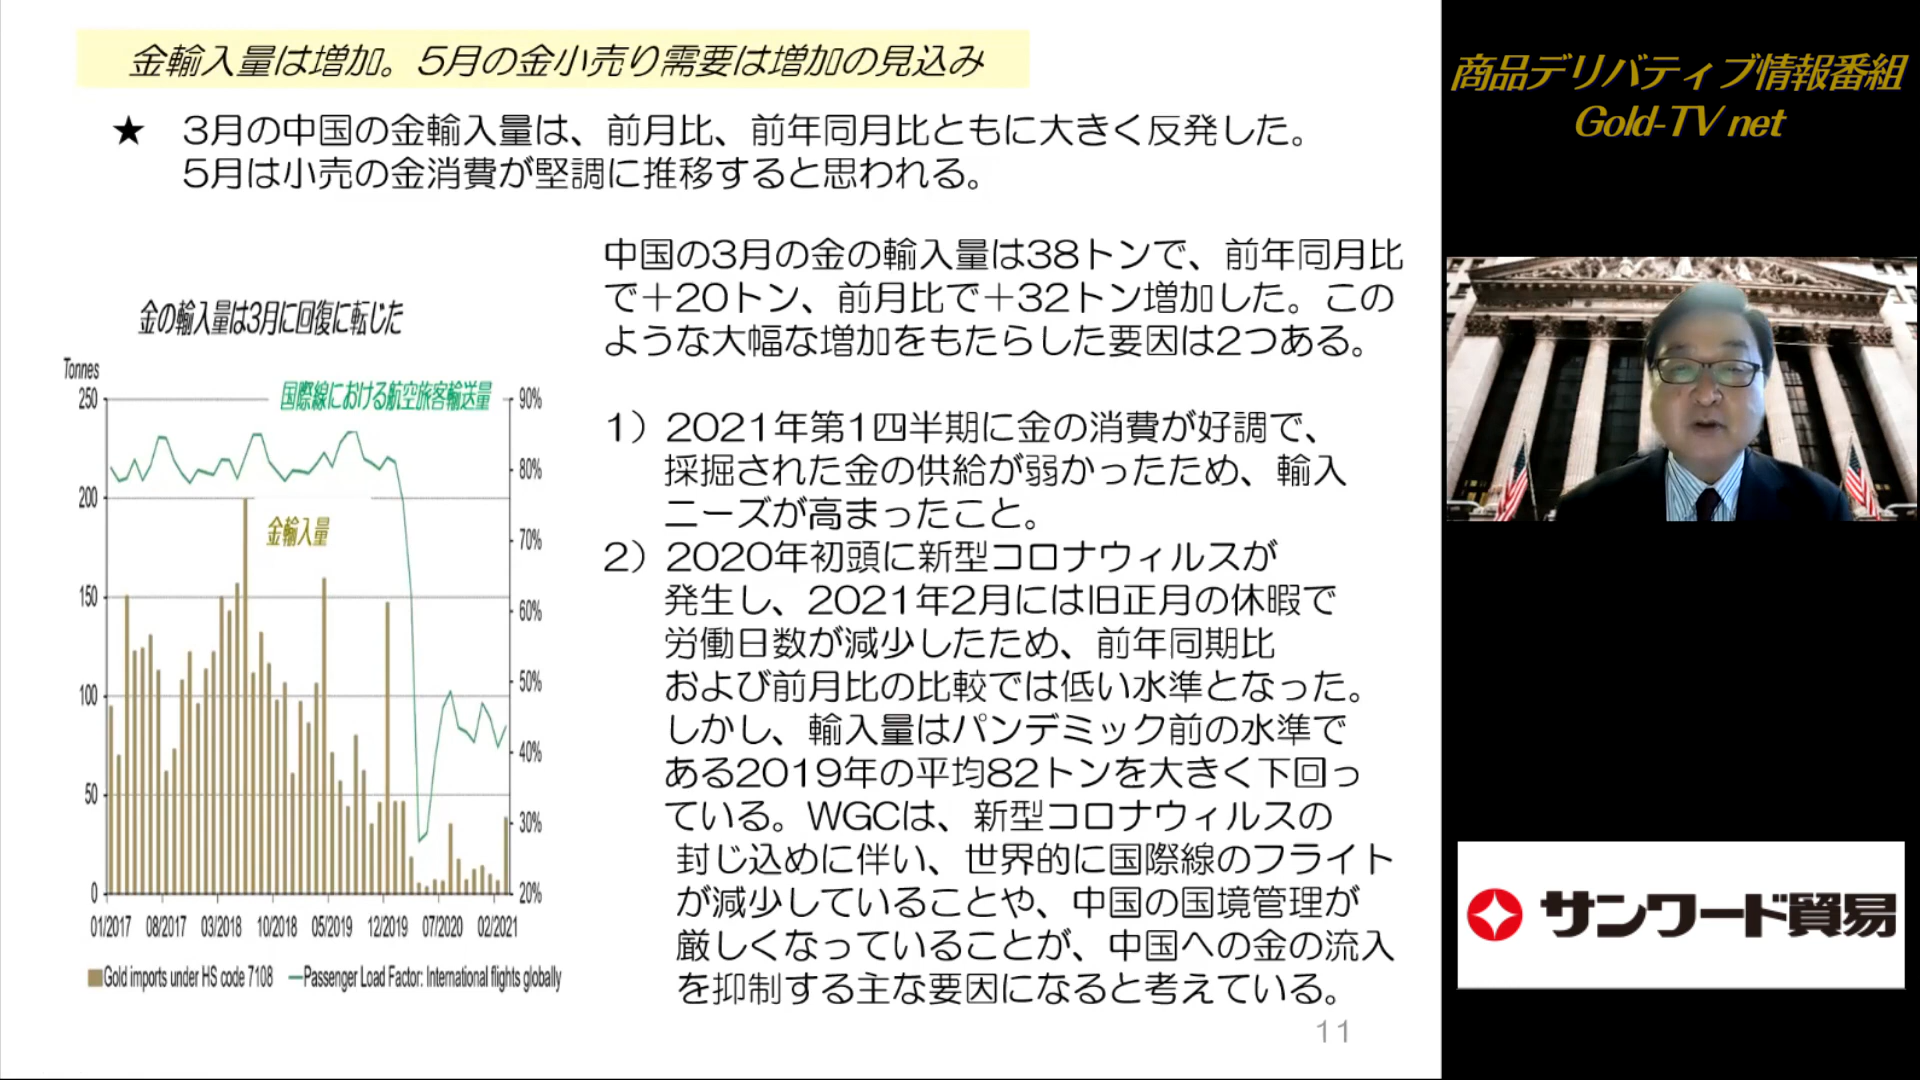 金輸入量は増加。5月の金小売り需要は増加の見込み
★ 3月の中国の金輸入量は、前月比、前年同月比ともに大きく反発した。
5月は小売の金消費が堅調に推移すると思われる。
中国の3月の金の輸入量は38トンで、前年同月比
で＋20トン、前月比で＋32トン増加した。この
ような大幅な増加をもたらした要因は2つある。
1）2021年第1四半期に金の消費が好調で、
採掘された金の供給が弱かったため、輸入
ニーズが高まったこと。
2）2020年初頭に新型コロナウィルスが
発生し、2021年2月には旧正月の休暇で
労働日数が減少したため、前年同期比
および前月比の比較では低い水準となった。
しかし、輸入量はパンデミック前の水準で
ある2019年の平均82トンを大きく下回っ
ている。WGCは、新型コロナウィルスの
封じ込めに伴い、世界的に国際線のフライト
が減少していることや、中国の国境管理が
厳しくなっていることが、中国への金の流入
を抑制する主な要因になると考えている。
金の輸入量は3月に回復に転じた
Tonnes
国際線における航空旅客輸送量
金輸入量
250
200
150
100
50
0
90%
80%
70%
60%
50%
40%
30%
20%
01/2017 08/2017 03/2018 10/2018 05/2019 12/2019 07/2020 02/2021
Gold imports under HS code 7108 Passenger Load Factor: International flights globally
11
商品デリバティブ情報番組
Gold-TV net
サンワード貿易